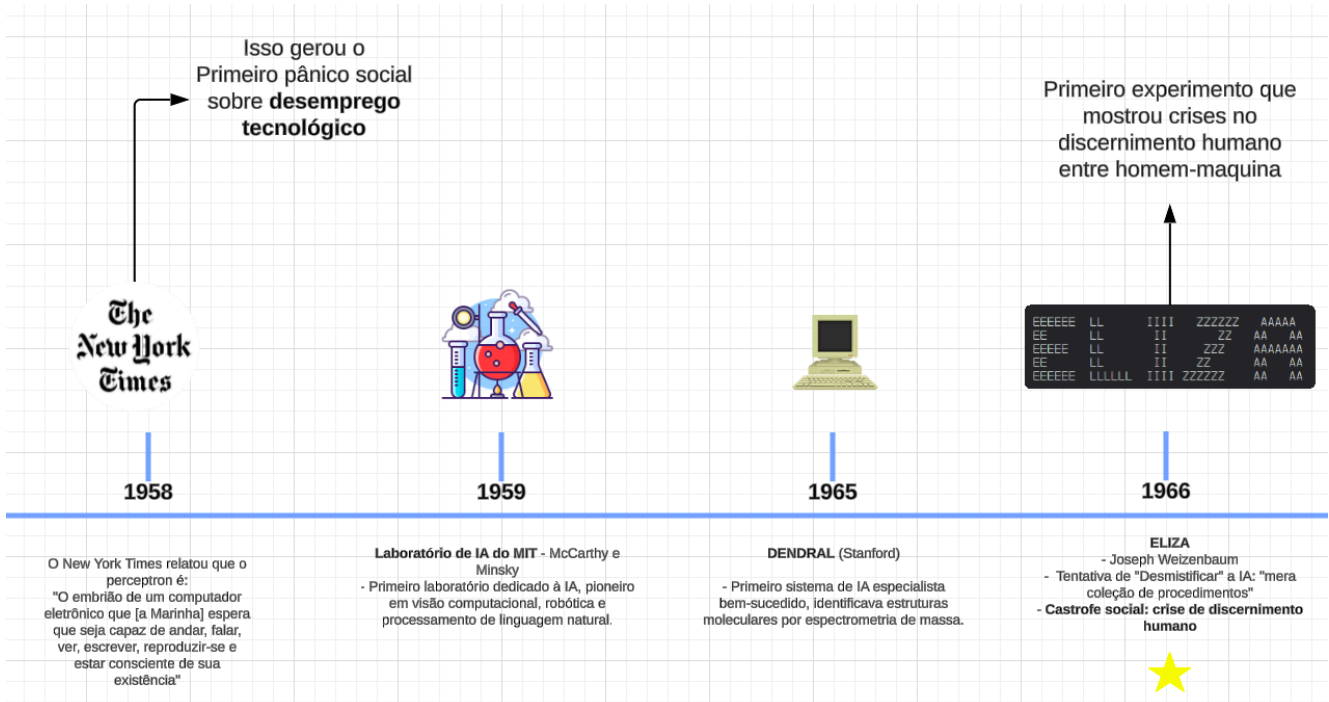 Isso gerou o
Primeiro pânico social
sobre desemprego
tecnológico
Primeiro experimento que
mostrou crises no
discernimento humano
entre homem-maquina
The
New York
Times
EEEEEE LL IIII ZZZZZZ AAAAA
EE LL II ZZ AA AA
EEEEE LL II ZZZ AAAAAAA
EE LL II ZZ AA AA
EEEEEE LLLLLL IIII ZZZZZZ AA AA
1958
1959
1965
1966
O New York Times relatou que o
perceptron é:
"O embrião de um computador
eletrônico que [a Marinha] espera
que seja capaz de andar, falar,
ver, escrever, reproduzir-se e
estar consciente de sua
existência"
Laboratório de IA do MIT - McCarthy e
Minsky
- Primeiro laboratório dedicado à IA, pioneiro
em visão computacional, robótica e
processamento de linguagem natural.
DENDRAL (Stanford)
- Primeiro sistema de IA especialista
bem-sucedido, identificava estruturas
moleculares por espectrometria de massa.
ELIZA
- Joseph Weizenbaum
- Tentativa de "Desmistificar" a IA: "mera
coleção de procedimentos"
- Castrofe social: crise de discernimento
humano